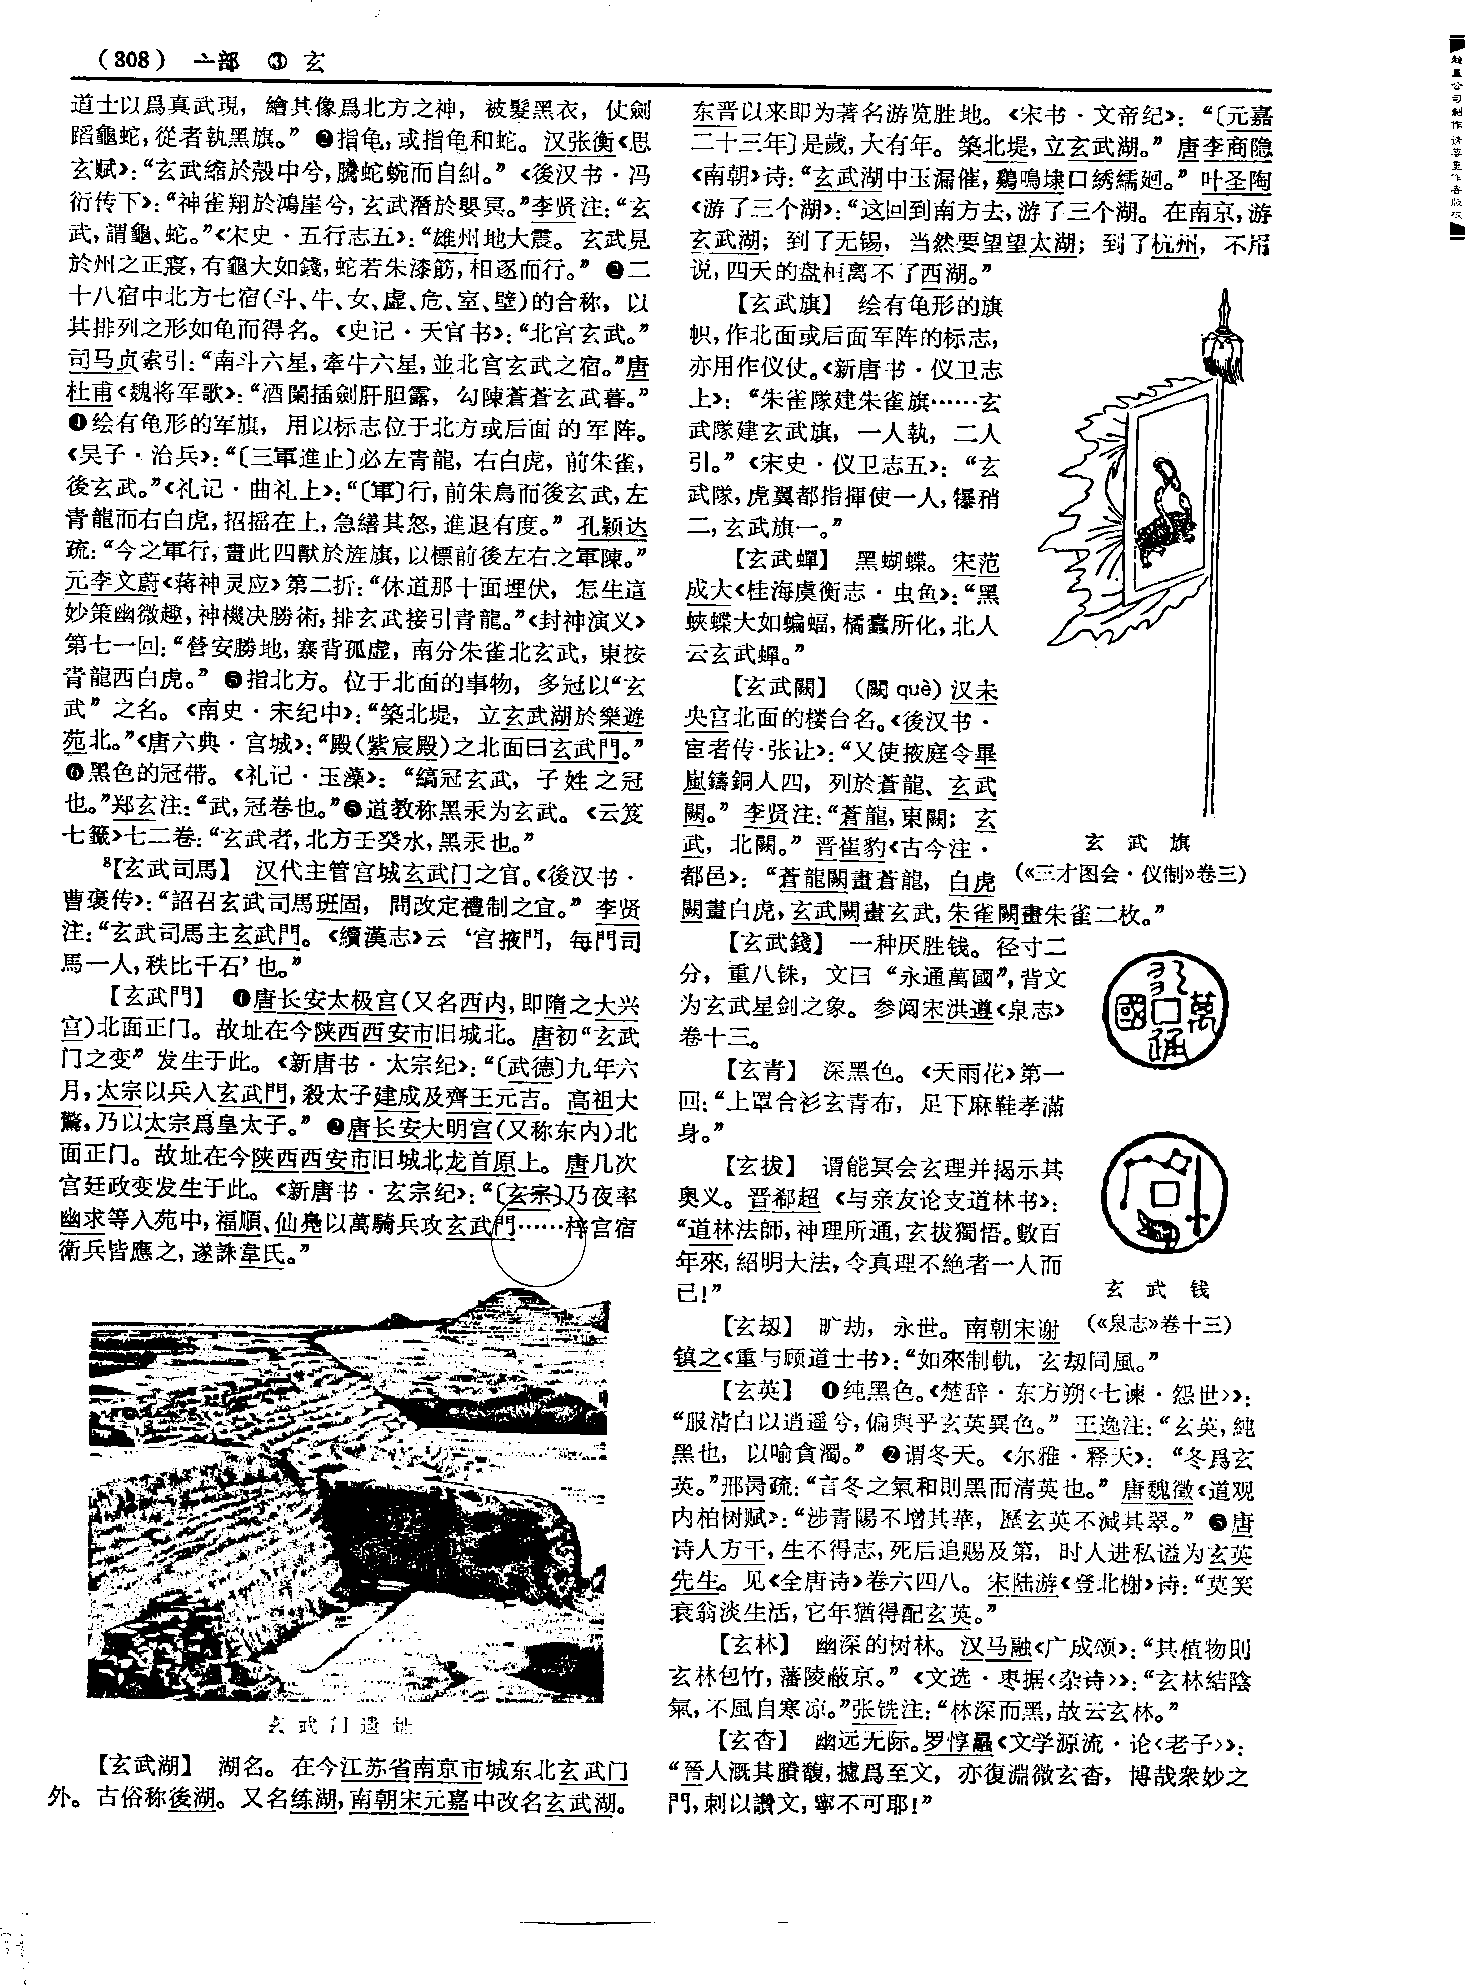 （308） 亠部 ③ 玄
道士以爲真武現，繪其像爲北方之神，被髮黑衣，仗劍
蹈龜蛇，從者執黑旗。”❷指龟，或指龟和蛇。汉张衡《思
玄赋》：“玄武縮於殼中兮，騰蛇蜿而自糾。”《後汉书·冯
衍传下》：“神雀翔於鴻崖兮，玄武潛於嬰冥。”李贤注：“玄
武，謂龜、蛇。”《宋史·五行志五》：“雄州地大震。玄武見
於州之正寢，有龜大如錢，蛇若朱漆筯，相逐而行。”❸二
十八宿中北方七宿（斗、牛、女、虚、危、室、壁）的合称，以
其排列之形如龟而得名。《史记·天官书》：“北宫玄武。”
司马贞索引：“南斗六星，牽牛六星，並北宫玄武之宿。”唐
杜甫《魏将军歌》：“酒闌插劍肝胆露，勾陳蒼蒼玄武暮。”
❹绘有龟形的军旗，用以标志位于北方或后面的军阵。
《吴子·治兵》：“〔三軍進止〕必左青龍，右白虎，前朱雀，
後玄武。”《礼记·曲礼上》：“〔軍〕行，前朱鳥而後玄武，左
青龍而右白虎，招摇在上，急繕其怒，進退有度。”孔颖达
疏：“今之軍行，畫此四獸於旌旗，以標前後左右之軍陳。”
元李文蔚《蒋神灵应》第二折：“休道那十面埋伏，怎生這
妙策幽微趣，神機决勝術，排玄武接引青龍。”《封神演义》
第七一回：“營安勝地，寨背孤虚，南分朱雀北玄武，東按
青龍西白虎。”❺指北方。位于北面的事物，多冠以“玄
武”之名。《南史·宋纪中》：“築北堤，立玄武湖於樂遊
苑北。”《唐六典·宫城》：“殿（紫宸殿）之北面曰玄武門。”
❻黑色的冠带。《礼记·玉藻》：“縞冠玄武，子姓之冠
也。”郑玄注：“武，冠卷也。”❼道教称黑汞为玄武。《云笈
七籤》七二卷：“玄武者，北方壬癸水，黑汞也。”
⁸【玄武司馬】 汉代主管宫城玄武门之官。《後汉书·
曹褒传》：“詔召玄武司馬班固，問改定禮制之宜。”李贤
注：“玄武司馬主玄武門。《續漢志》云‘宫掖門，每門司
馬一人，秩比千石’也。”
【玄武門】 ❶唐长安太极宫（又名西内，即隋之大兴
宫）北面正门。故址在今陕西西安市旧城北。唐初“玄武
门之变”发生于此。《新唐书·太宗纪》：“〔武德〕九年六
月，太宗以兵入玄武門，殺太子建成及齊王元吉。高祖大
驚，乃以太宗爲皇太子。”❷唐长安大明宫（又称东内）北
面正门。故址在今陕西西安市旧城北龙首原上。唐几次
宫廷政变发生于此。《新唐书·玄宗纪》：“〔玄宗〕乃夜率
幽求等入苑中，福順、仙鳧以萬騎兵攻玄武門……梓宫宿
衛兵皆應之，遂誅韋氏。”
玄武门遗址
【玄武湖】 湖名。在今江苏省南京市城东北玄武门
外。古俗称後湖。又名练湖，南朝宋元嘉中改名玄武湖。
东晋以来即为著名游览胜地。《宋书·文帝纪》：“〔元嘉
二十三年〕是歲，大有年。築北堤，立玄武湖。”唐李商隐
《南朝》诗：“玄武湖中玉漏催，鷄鳴埭口綉繻廻。”叶圣陶
《游了三个湖》：“这回到南方去，游了三个湖。在南京，游
玄武湖；到了无锡，当然要望望太湖；到了杭州，不用
说，四天的盘桓离不了西湖。”
【玄武旗】 绘有龟形的旗
帜，作北面或后面军阵的标志，
亦用作仪仗。《新唐书·仪卫志
上》：“朱雀隊建朱雀旗……玄
武隊建玄武旗，一人執，二人
引。”《宋史·仪卫志五》：“玄
武隊，虎翼都指揮使一人，犦矟
二，玄武旗一。”
【玄武蟬】 黑蝴蝶。宋范
成大《桂海虞衡志·虫鱼》：“黑
蛺蝶大如蝙蝠，橘蠹所化，北人
云玄武蟬。”
【玄武闕】（闕què）汉未
央宫北面的楼台名。《後汉书·
宦者传·张让》：“又使掖庭令畢
嵐鑄銅人四，列於蒼龍、玄武
闕。”李贤注：“蒼龍，東闕；玄
武，北闕。”晋崔豹《古今注·
都邑》：“蒼龍闕畫蒼龍，白虎
闕畫白虎，玄武闕畫玄武，朱雀闕畫朱雀二枚。”
玄武旗
（《三才图会·仪制》卷三）
【玄武錢】 一种厌胜钱。径寸二
分，重八铢，文曰“永通萬國”，背文
为玄武星剑之象。参阅宋洪遵《泉志》
卷十三。
【玄青】 深黑色。《天雨花》第一
回：“上罩合衫玄青布，足下麻鞋孝滿
身。”
【玄拔】 谓能冥会玄理并揭示其
奥义。晋郗超《与亲友论支道林书》：
“道林法師，神理所通，玄拔獨悟。數百
年來，紹明大法，令真理不絶者一人而
已！”
永通萬國
玄武钱
（《泉志》卷十三）
【玄刼】 旷劫，永世。南朝宋谢
镇之《重与顾道士书》：“如來制軌，玄刼同風。”
【玄英】 ❶纯黑色。《楚辞·东方朔〈七谏·怨世〉》：
“服清白以逍遥兮，偏與乎玄英異色。”王逸注：“玄英，純
黑也，以喻貪濁。”❷谓冬天。《尔雅·释天》：“冬爲玄
英。”邢昺疏：“言冬之氣和則黑而清英也。”唐魏徵《道观
内柏树赋》：“涉青陽不增其華，歷玄英不減其翠。”❸唐
诗人方干，生不得志，死后追赐及第，时人进私谥为玄英
先生。见《全唐诗》卷六四八。宋陆游《登北榭》诗：“莫笑
衰翁淡生活，它年猶得配玄英。”
【玄林】 幽深的树林。汉马融《广成颂》：“其植物则
玄林包竹，藩陵蔽京。”《文选·枣据〈杂诗〉》：“玄林結陰
氣，不風自寒凉。”张铣注：“林深而黑，故云玄林。”
【玄杳】 幽远无际。罗惇曧《文学源流·论〈老子〉》：
“晉人溉其賸馥，攄爲至文，亦復淵微玄杳，博哉衆妙之
門，刺以讚文，寧不可耶！”